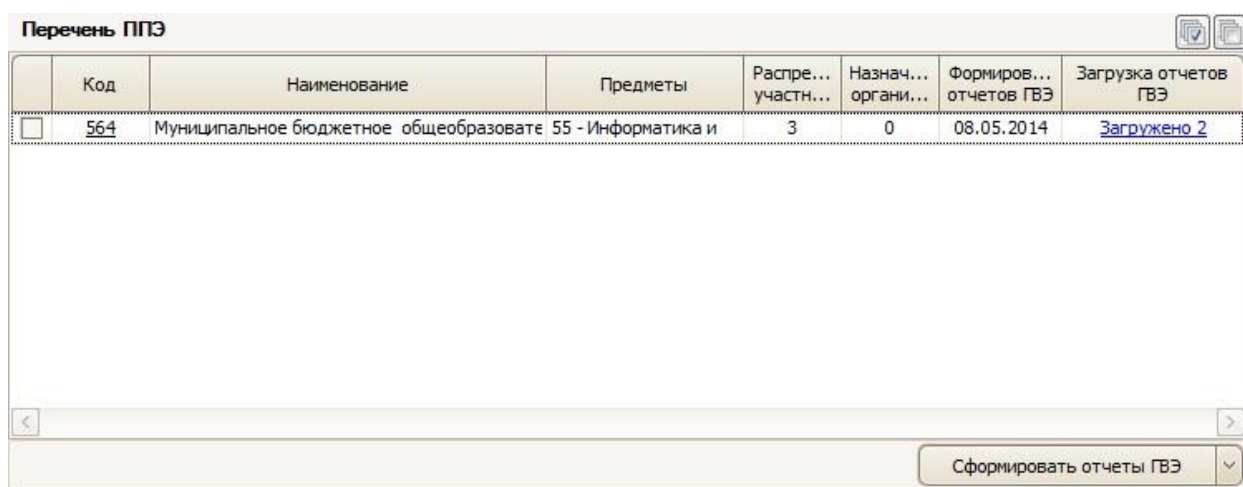 Перечень ППЭ
Код Наименование Предметы Распре... участн... Назнач... органи... Формиров... отчетов ГВЭ Загрузка отчетов ГВЭ
564 Муниципальное бюджетное общеобразовате 55 - Информатика и 3 0 08.05.2014 Загружено 2
Сформировать отчеты ГВЭ